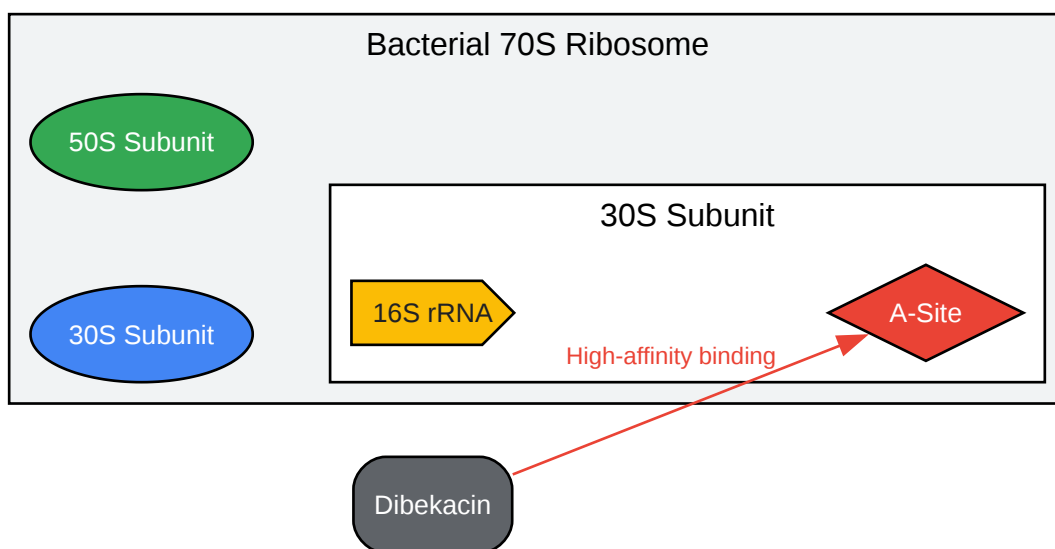 Bacterial 70S Ribosome
50S Subunit
30S Subunit
30S Subunit
16S rRNA
A-Site
High-affinity binding
Dibekacin